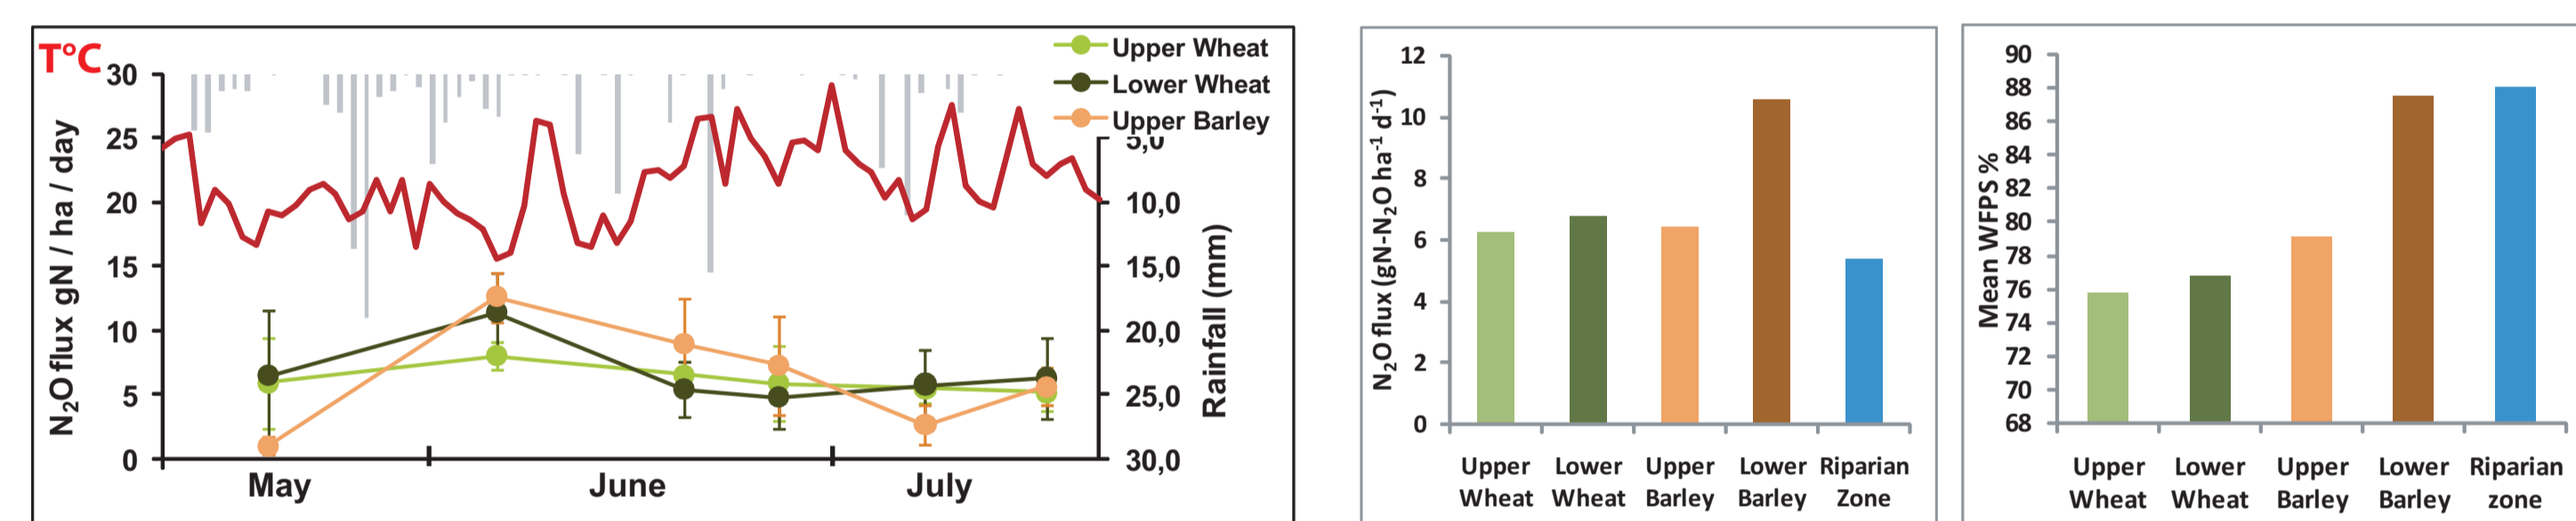 T°C
30
25
20
15
10
5
0
N₂O flux gN / ha / day
Upper Wheat
Lower Wheat
Upper Barley
5,0
10,0
15,0
20,0
25,0
30,0
Rainfall (mm)
May June July
12
10
8
6
4
2
0
N₂O flux (gN-N₂O ha⁻¹ d⁻¹)
Upper Lower Upper Lower Riparian
Wheat Wheat Barley Barley Zone
90
88
86
84
82
80
78
76
74
72
70
68
Mean WFPS %
Upper Lower Upper Lower Riparian
Wheat Wheat Barley Barley zone